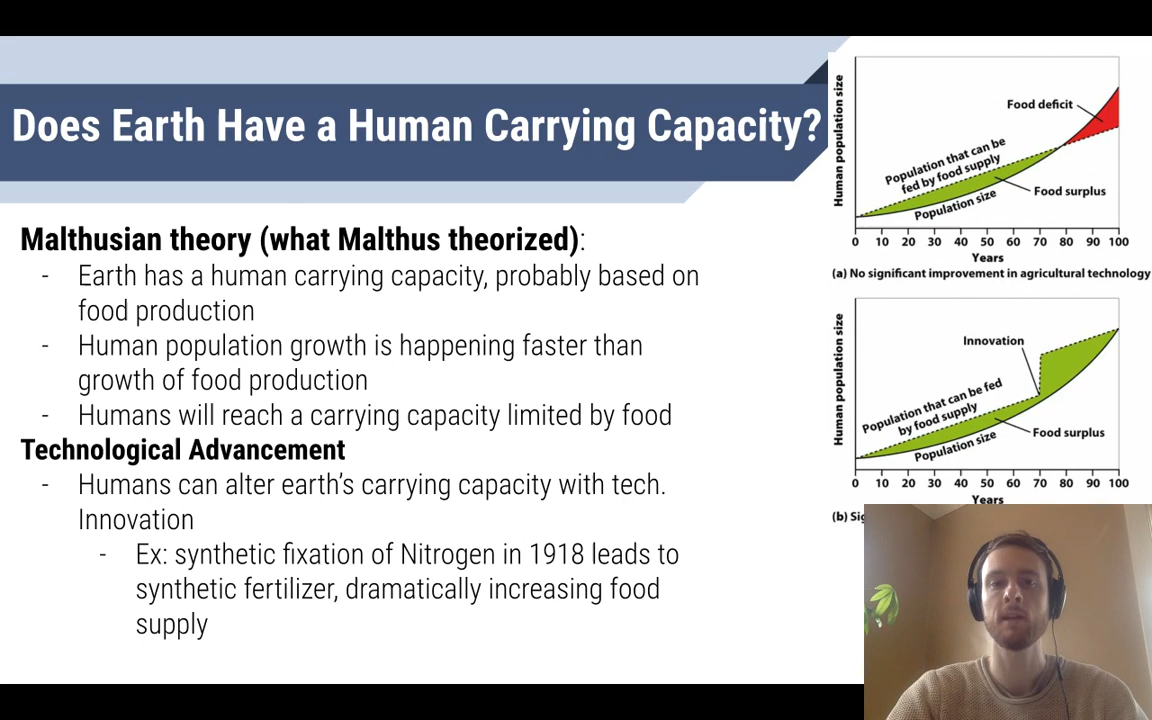 Does Earth Have a Human Carrying Capacity?
Malthusian theory (what Malthus theorized):
- Earth has a human carrying capacity, probably based on
food production
- Human population growth is happening faster than
growth of food production
- Humans will reach a carrying capacity limited by food
Technological Advancement
- Humans can alter earth's carrying capacity with tech.
Innovation
- Ex: synthetic fixation of Nitrogen in 1918 leads to
synthetic fertilizer, dramatically increasing food
supply
Human population size
Food deficit
Population that can be
fed by food supply
Food surplus
Population size
0 10 20 30 40 50 60 70 80 90 100
Years
(a) No significant improvement in agricultural technology
Human population size
Innovation
Population that can be fed
by food supply
Food surplus
Population size
0 10 20 30 40 50 60 70 80 90 100
Years
(b)